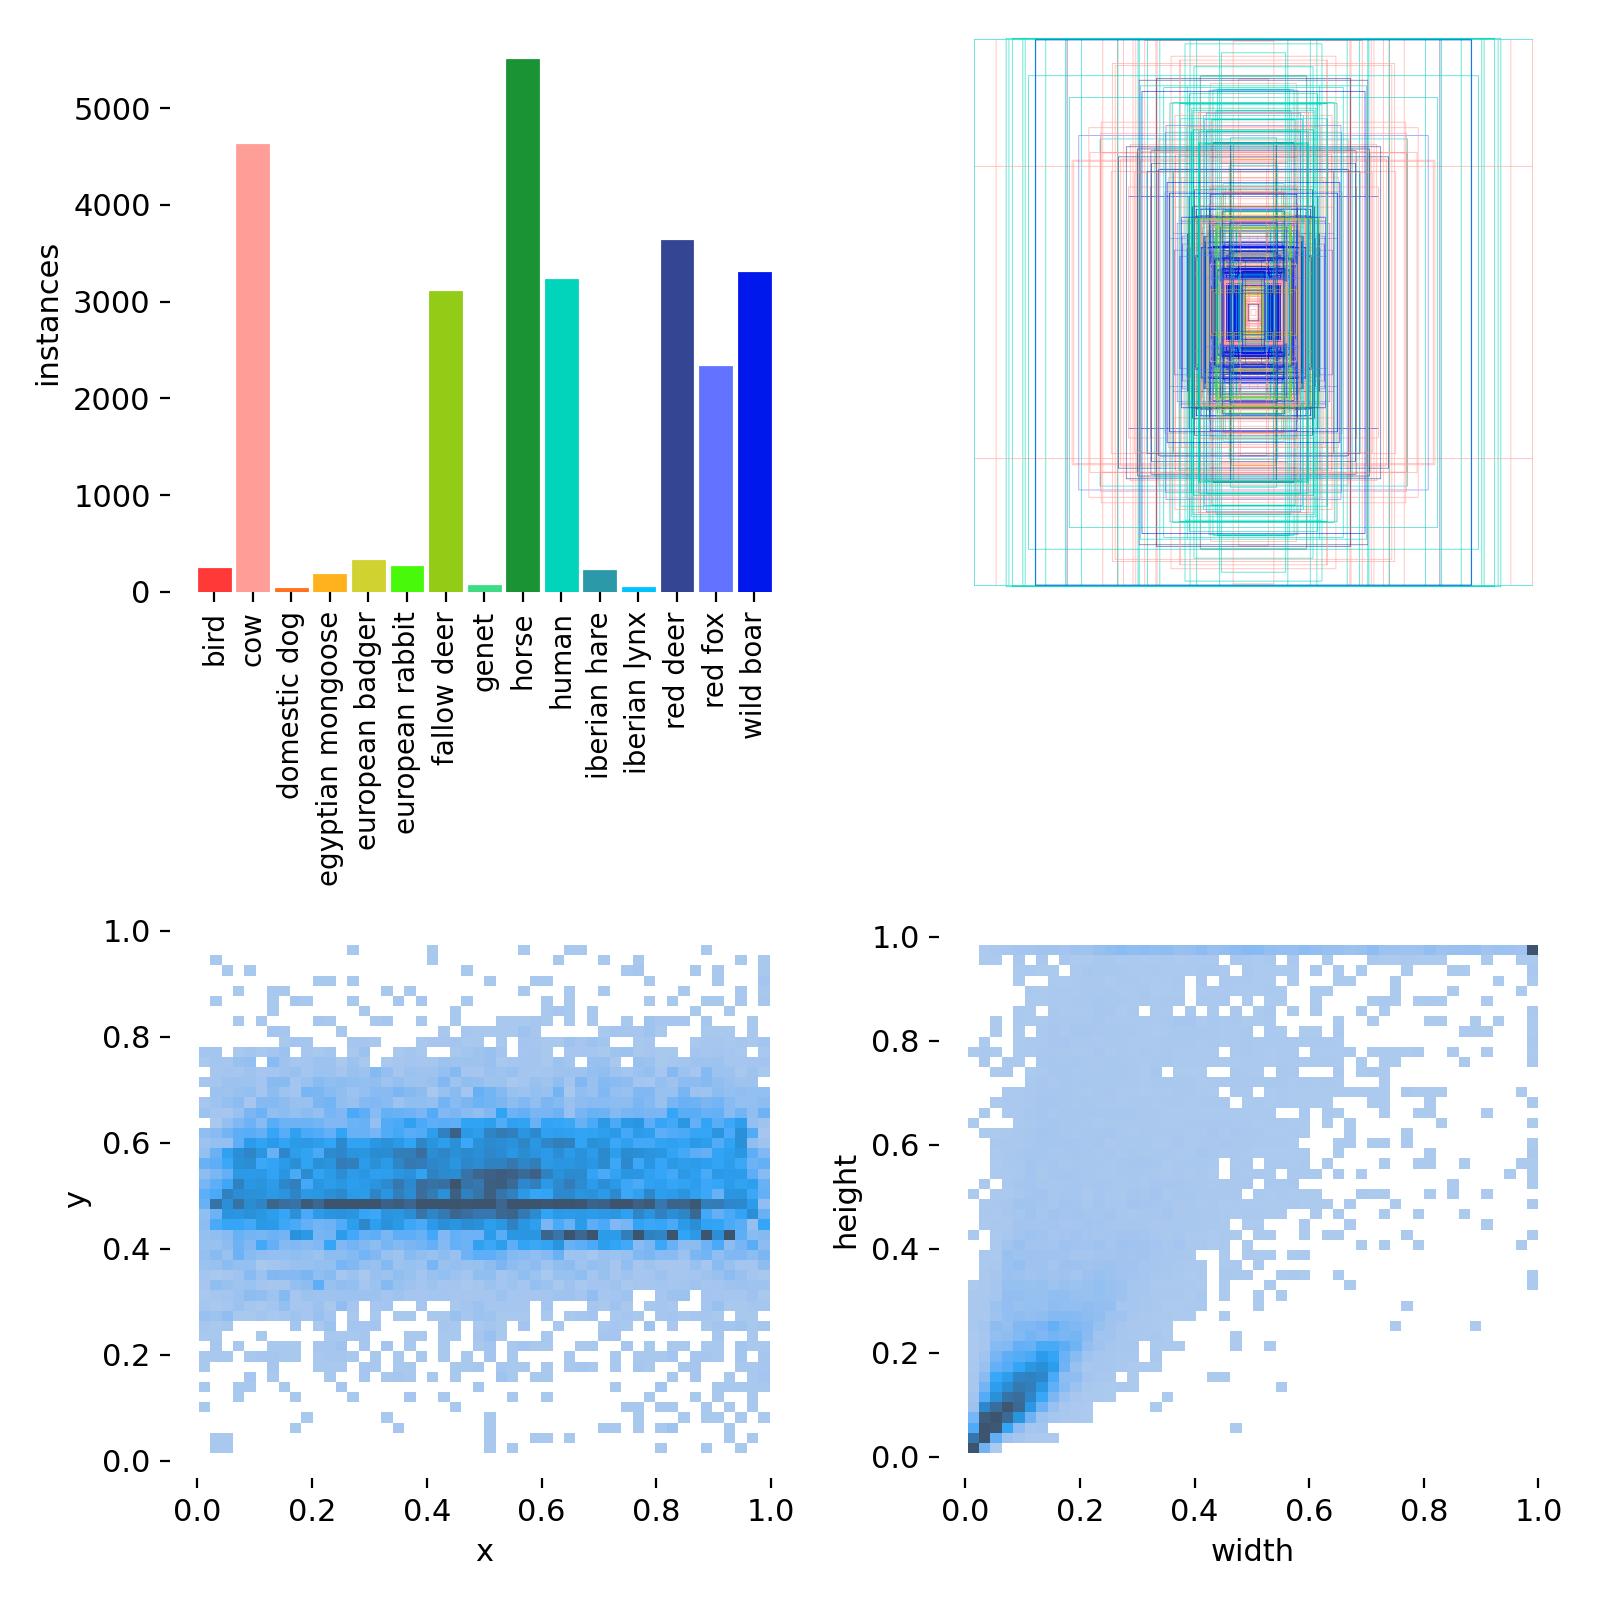 instances
5000
4000
3000
2000
1000
0
bird
cow
domestic dog
egyptian mongoose
european badger
european rabbit
fallow deer
genet
horse
human
iberian hare
iberian lynx
red deer
red fox
wild boar
y
1.0
0.8
0.6
0.4
0.2
0.0
0.0 0.2 0.4 0.6 0.8 1.0
x
height
1.0
0.8
0.6
0.4
0.2
0.0
0.0 0.2 0.4 0.6 0.8 1.0
width